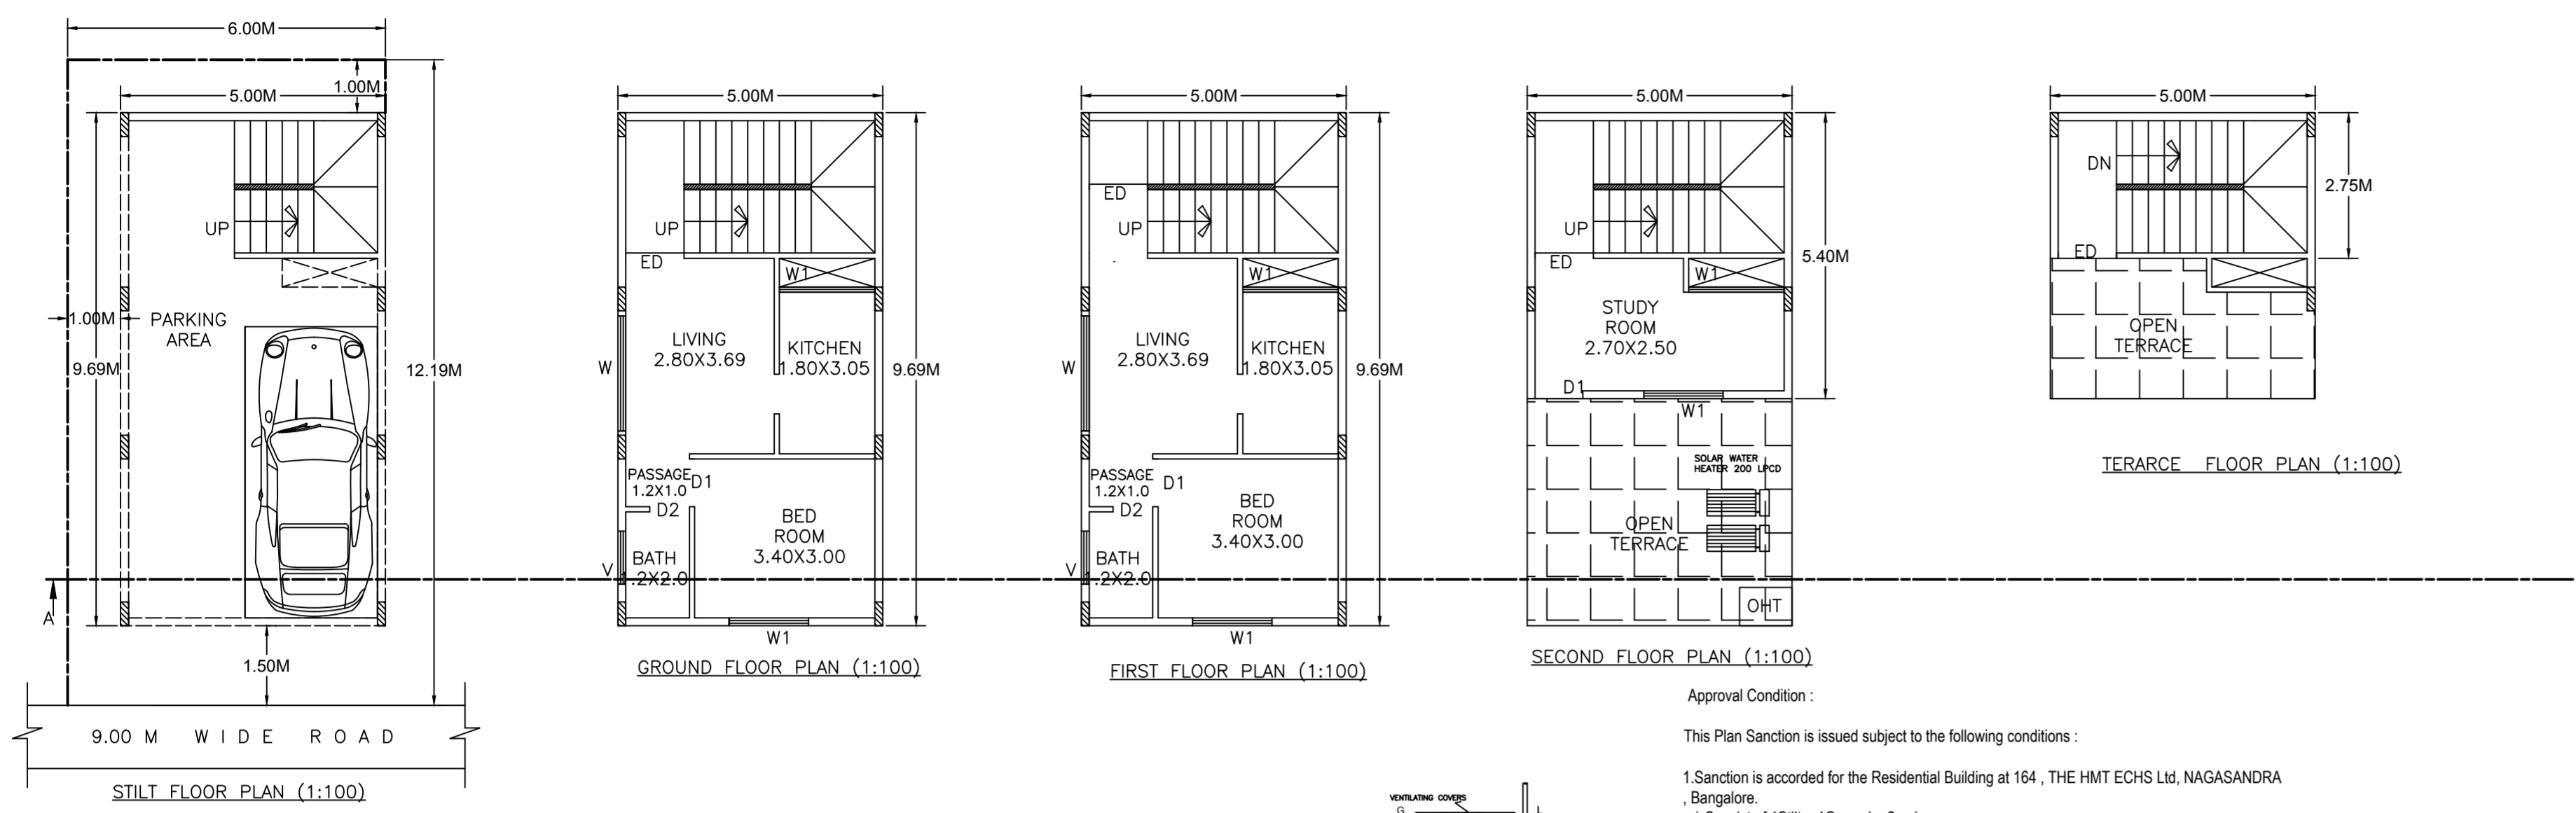 6.00M
1.00M
5.00M
UP
1.00M
PARKING
AREA
9.69M
12.19M
A
1.50M
9.00 M WIDE ROAD
STILT FLOOR PLAN (1:100)
5.00M
UP
ED
W1
LIVING
2.80X3.69
KITCHEN
1.80X3.05
W
9.69M
PASSAGE
1.2X1.0
D1
D2
BED
ROOM
3.40X3.00
BATH
1.2X2.0
V
W1
GROUND FLOOR PLAN (1:100)
5.00M
ED
UP
W1
LIVING
2.80X3.69
KITCHEN
1.80X3.05
W
9.69M
PASSAGE
1.2X1.0
D1
D2
BED
ROOM
3.40X3.00
BATH
1.2X2.0
V
W1
FIRST FLOOR PLAN (1:100)
5.00M
UP
ED
W1
5.40M
STUDY
ROOM
2.70X2.50
D1
W1
SOLAR WATER
HEATER 200 LPCD
OPEN
TERRACE
OHT
SECOND FLOOR PLAN (1:100)
5.00M
DN
2.75M
ED
OPEN
TERRACE
TERARCE FLOOR PLAN (1:100)
VENTILATING COVERS
G L
Approval Condition :
This Plan Sanction is issued subject to the following conditions :
1.Sanction is accorded for the Residential Building at 164 , THE HMT ECHS Ltd, NAGASANDRA
, Bangalore.